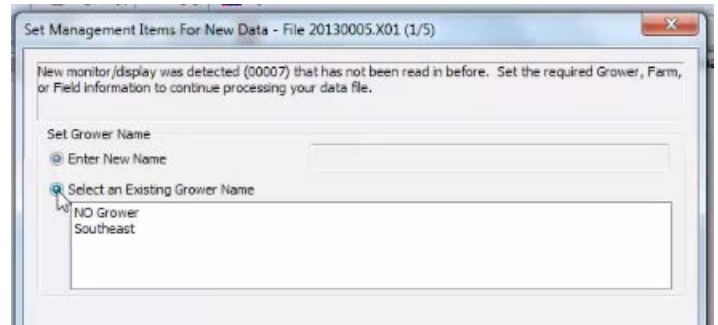 Set Management Items For New Data - File 20130005.X01 (1/5)
New monitor/display was detected (00007) that has not been read in before. Set the required Grower, Farm,
or Field information to continue processing your data file.
Set Grower Name
Enter New Name
Select an Existing Grower Name
NO Grower
Southeast